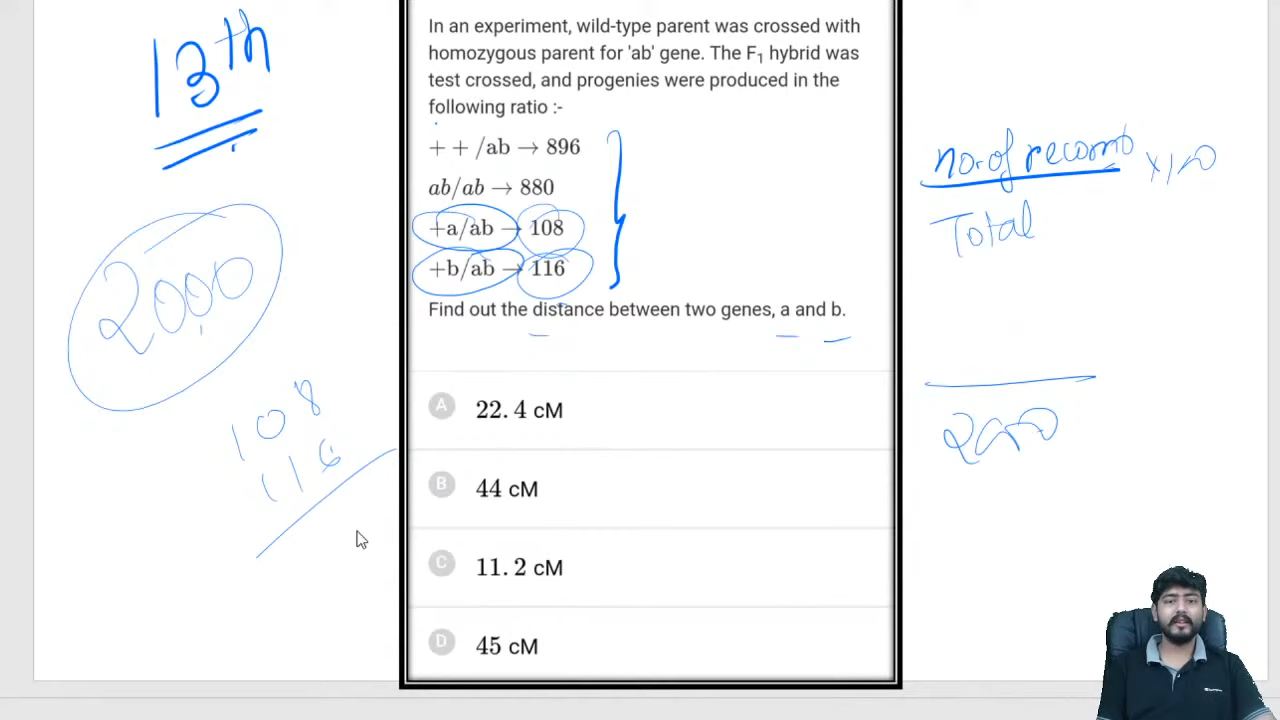 13th
In an experiment, wild-type parent was crossed with
homozygous parent for 'ab' gene. The F₁ hybrid was
test crossed, and progenies were produced in the
following ratio :-
+ + /ab → 896
ab/ab → 880
+a/ab → 108
+b/ab → 116
Find out the distance between two genes, a and b.
A 22. 4 cM
B 44 cM
C 11. 2 cM
D 45 cM
2000
108
116
no. of recomb x100
Total
2000